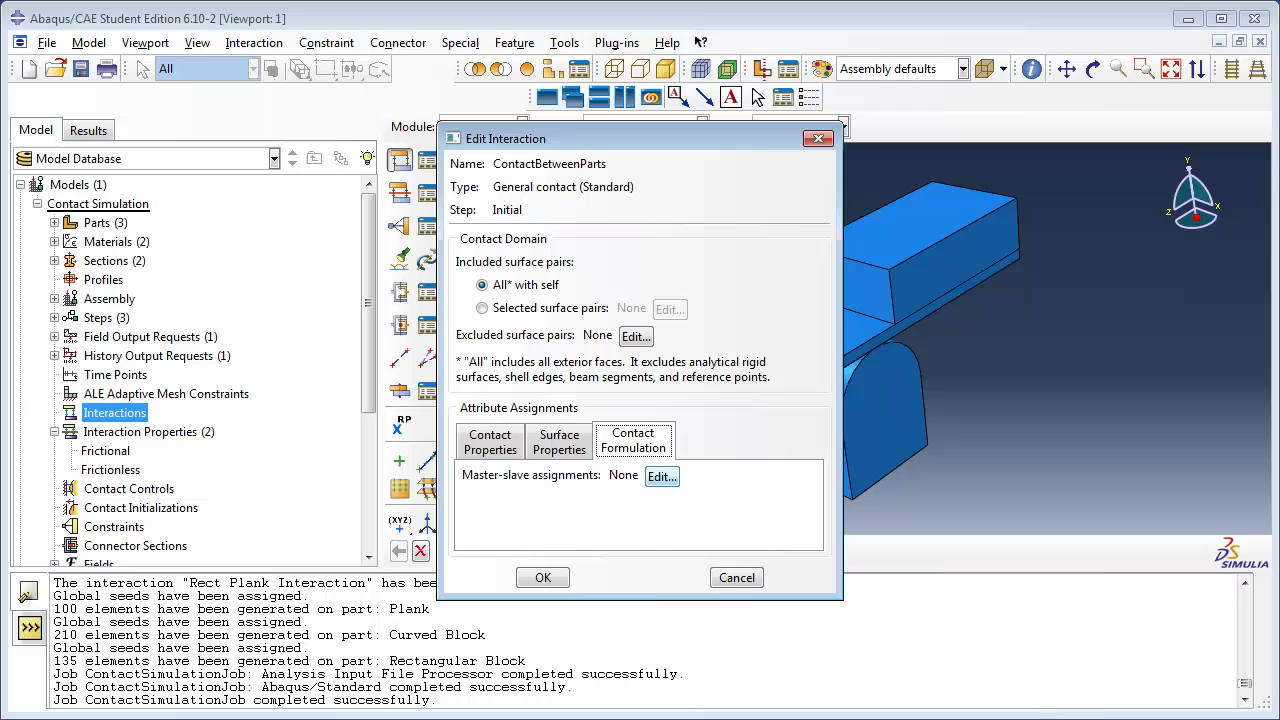 Abaqus/CAE Student Edition 6.10-2 [Viewport: 1]
File Model Viewport View Interaction Constraint Connector Special Feature Tools Plug-ins Help
All
Assembly defaults
A A
Model Results
Module:
Model Database
Models (1)
Contact Simulation
Parts (3)
Materials (2)
Sections (2)
Profiles
Assembly
Steps (3)
Field Output Requests (1)
History Output Requests (1)
Time Points
ALE Adaptive Mesh Constraints
Interactions
Interaction Properties (2)
Frictional
Frictionless
Contact Controls
Contact Initializations
Constraints
Connector Sections
Fields
RP
(XYZ)
Edit Interaction
Name: ContactBetweenParts
Type: General contact (Standard)
Step: Initial
Contact Domain
Included surface pairs:
All* with self
Selected surface pairs: None Edit...
Excluded surface pairs: None Edit...
* "All" includes all exterior faces. It excludes analytical rigid
surfaces, shell edges, beam segments, and reference points.
Attribute Assignments
Contact Properties
Surface Properties
Contact Formulation
Master-slave assignments: None Edit...
OK Cancel
Y
X
Z
SIMULIA
>>>
The interaction "Rect Plank Interaction" has bee
Global seeds have been assigned.
100 elements have been generated on part: Plank
Global seeds have been assigned.
210 elements have been generated on part: Curved Block
Global seeds have been assigned.
135 elements have been generated on part: Rectangular Block
Job ContactSimulationJob: Analysis Input File Processor completed successfully.
Job ContactSimulationJob: Abaqus/Standard completed successfully.
Job ContactSimulationJob completed successfully.